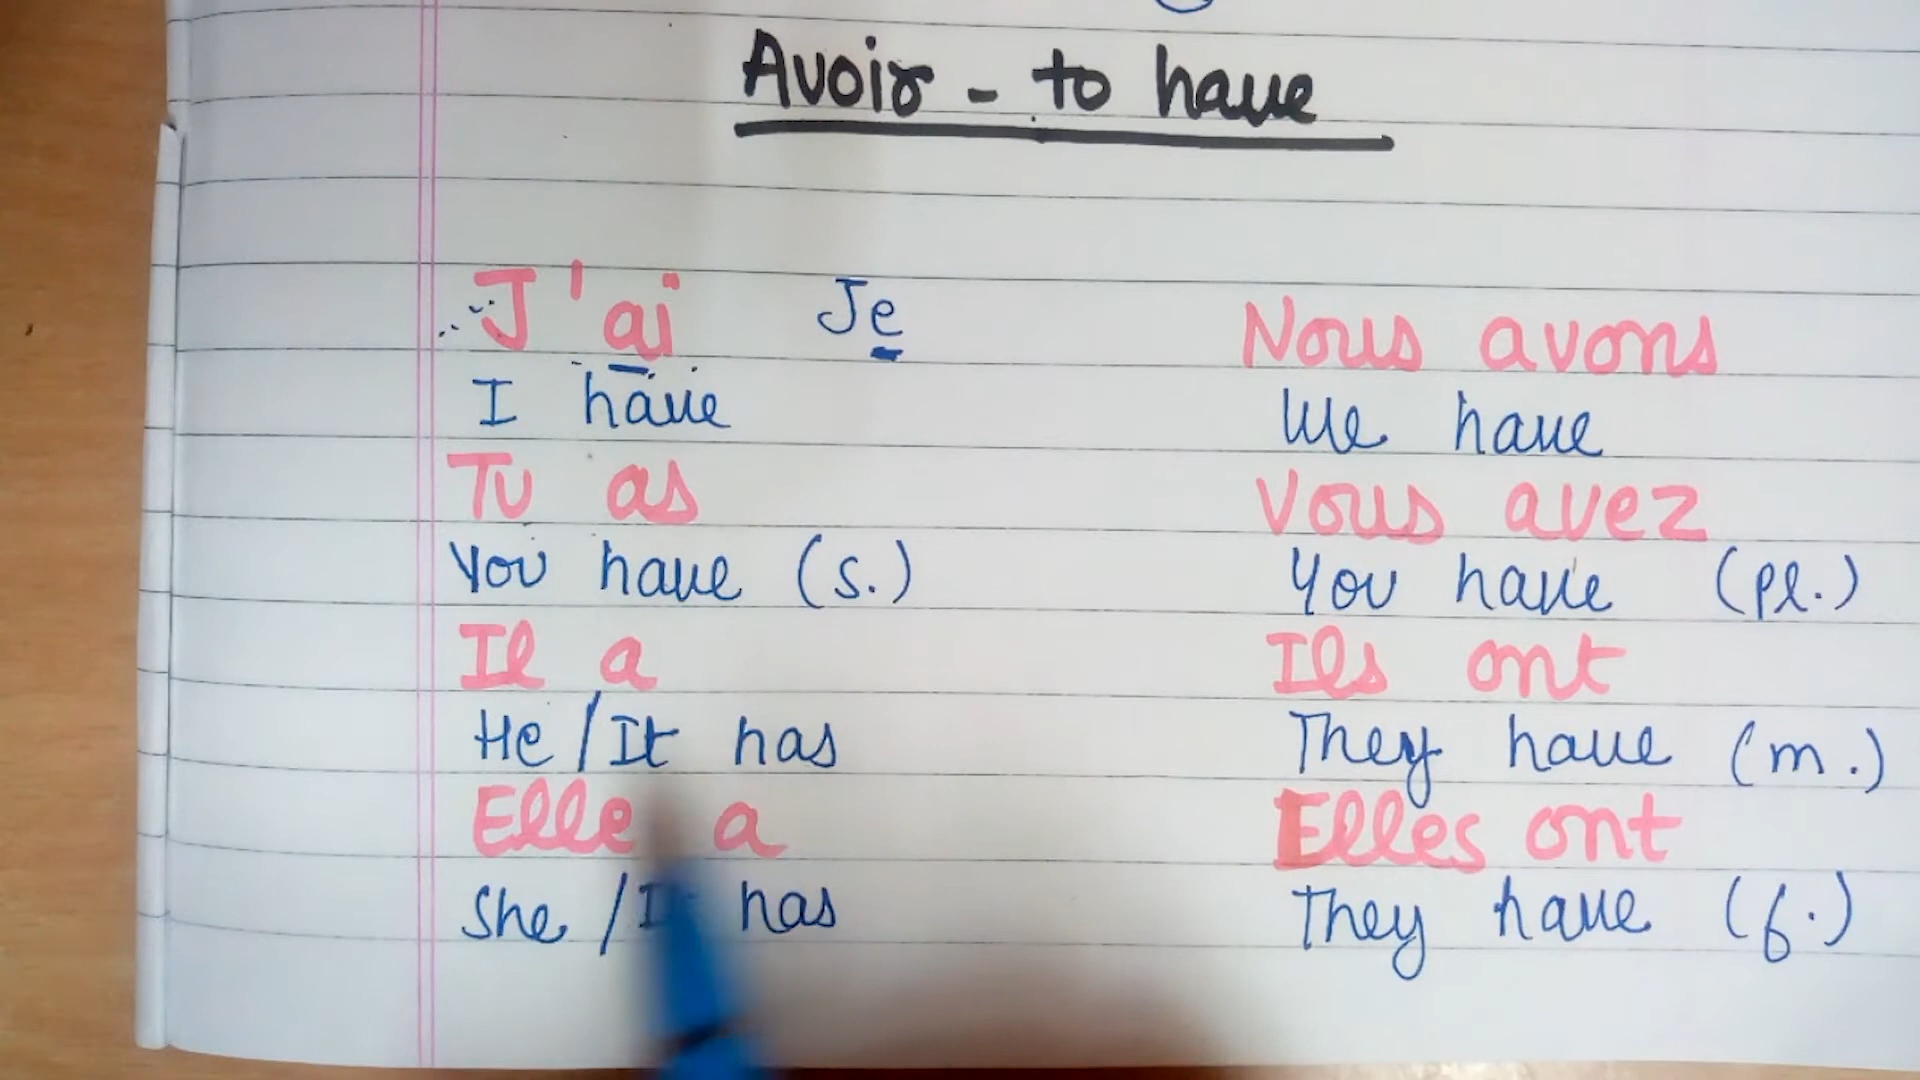 Avoir - to have
J'ai Je Nous avons
I have We have
Tu as Vous avez
You have (s.) You have (pl.)
Il a Ils ont
He / It has They have (m.)
Elle a Elles ont
She / has They have (f.)